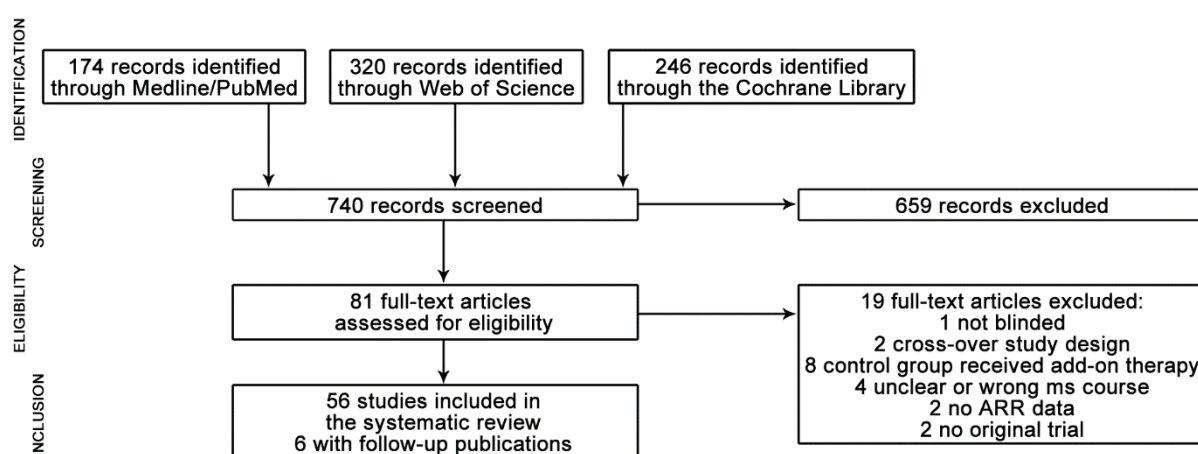 IDENTIFICATION
174 records identified
through Medline/PubMed
320 records identified
through Web of Science
246 records identified
through the Cochrane Library
SCREENING
740 records screened
659 records excluded
ELIGIBILITY
81 full-text articles
assessed for eligibility
19 full-text articles excluded:
1 not blinded
2 cross-over study design
8 control group received add-on therapy
4 unclear or wrong ms course
2 no ARR data
2 no original trial
NCLUSION
56 studies included in
the systematic review
6 with follow-up publications